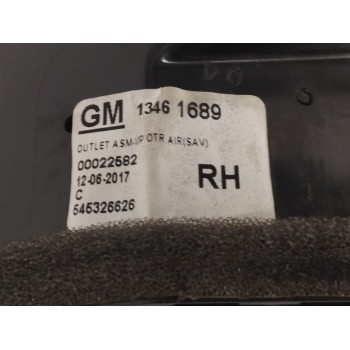 GM 1346 1689
OUTLET ASM-I/P OTR AIR(SAV)
00022582
12-06-2017
C
545326626
RH